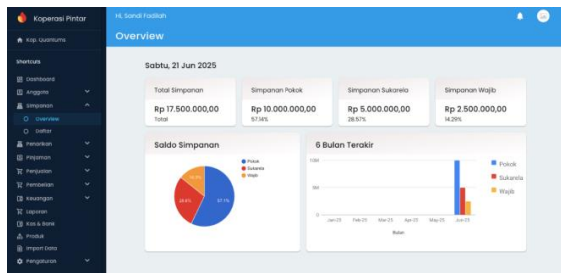 Koperasi Pintar
Hi, Sandi Fadilah
Kop. Quantums
Overview
Shortcuts
Dashboard
Anggota
Simpanan
Overview
Daftar
Penarikan
Pinjaman
Penjualan
Pembelian
Keuangan
Laporan
Kas & Bank
Produk
Import Data
Pengaturan
Sabtu, 21 Jun 2025
Total Simpanan
Rp 17.500.000,00
Total
Simpanan Pokok
Rp 10.000.000,00
57.14%
Simpanan Sukarela
Rp 5.000.000,00
28.57%
Simpanan Wajib
Rp 2.500.000,00
14.29%
Saldo Simpanan
Pokok
Sukarela
Wajib
57.1%
28.6%
14.3%
6 Bulan Terakir
10M
5M
0
Jan-25 Feb-25 Mar-25 Apr-25 May-25 Jun-25
Bulan
Pokok
Sukarela
Wajib